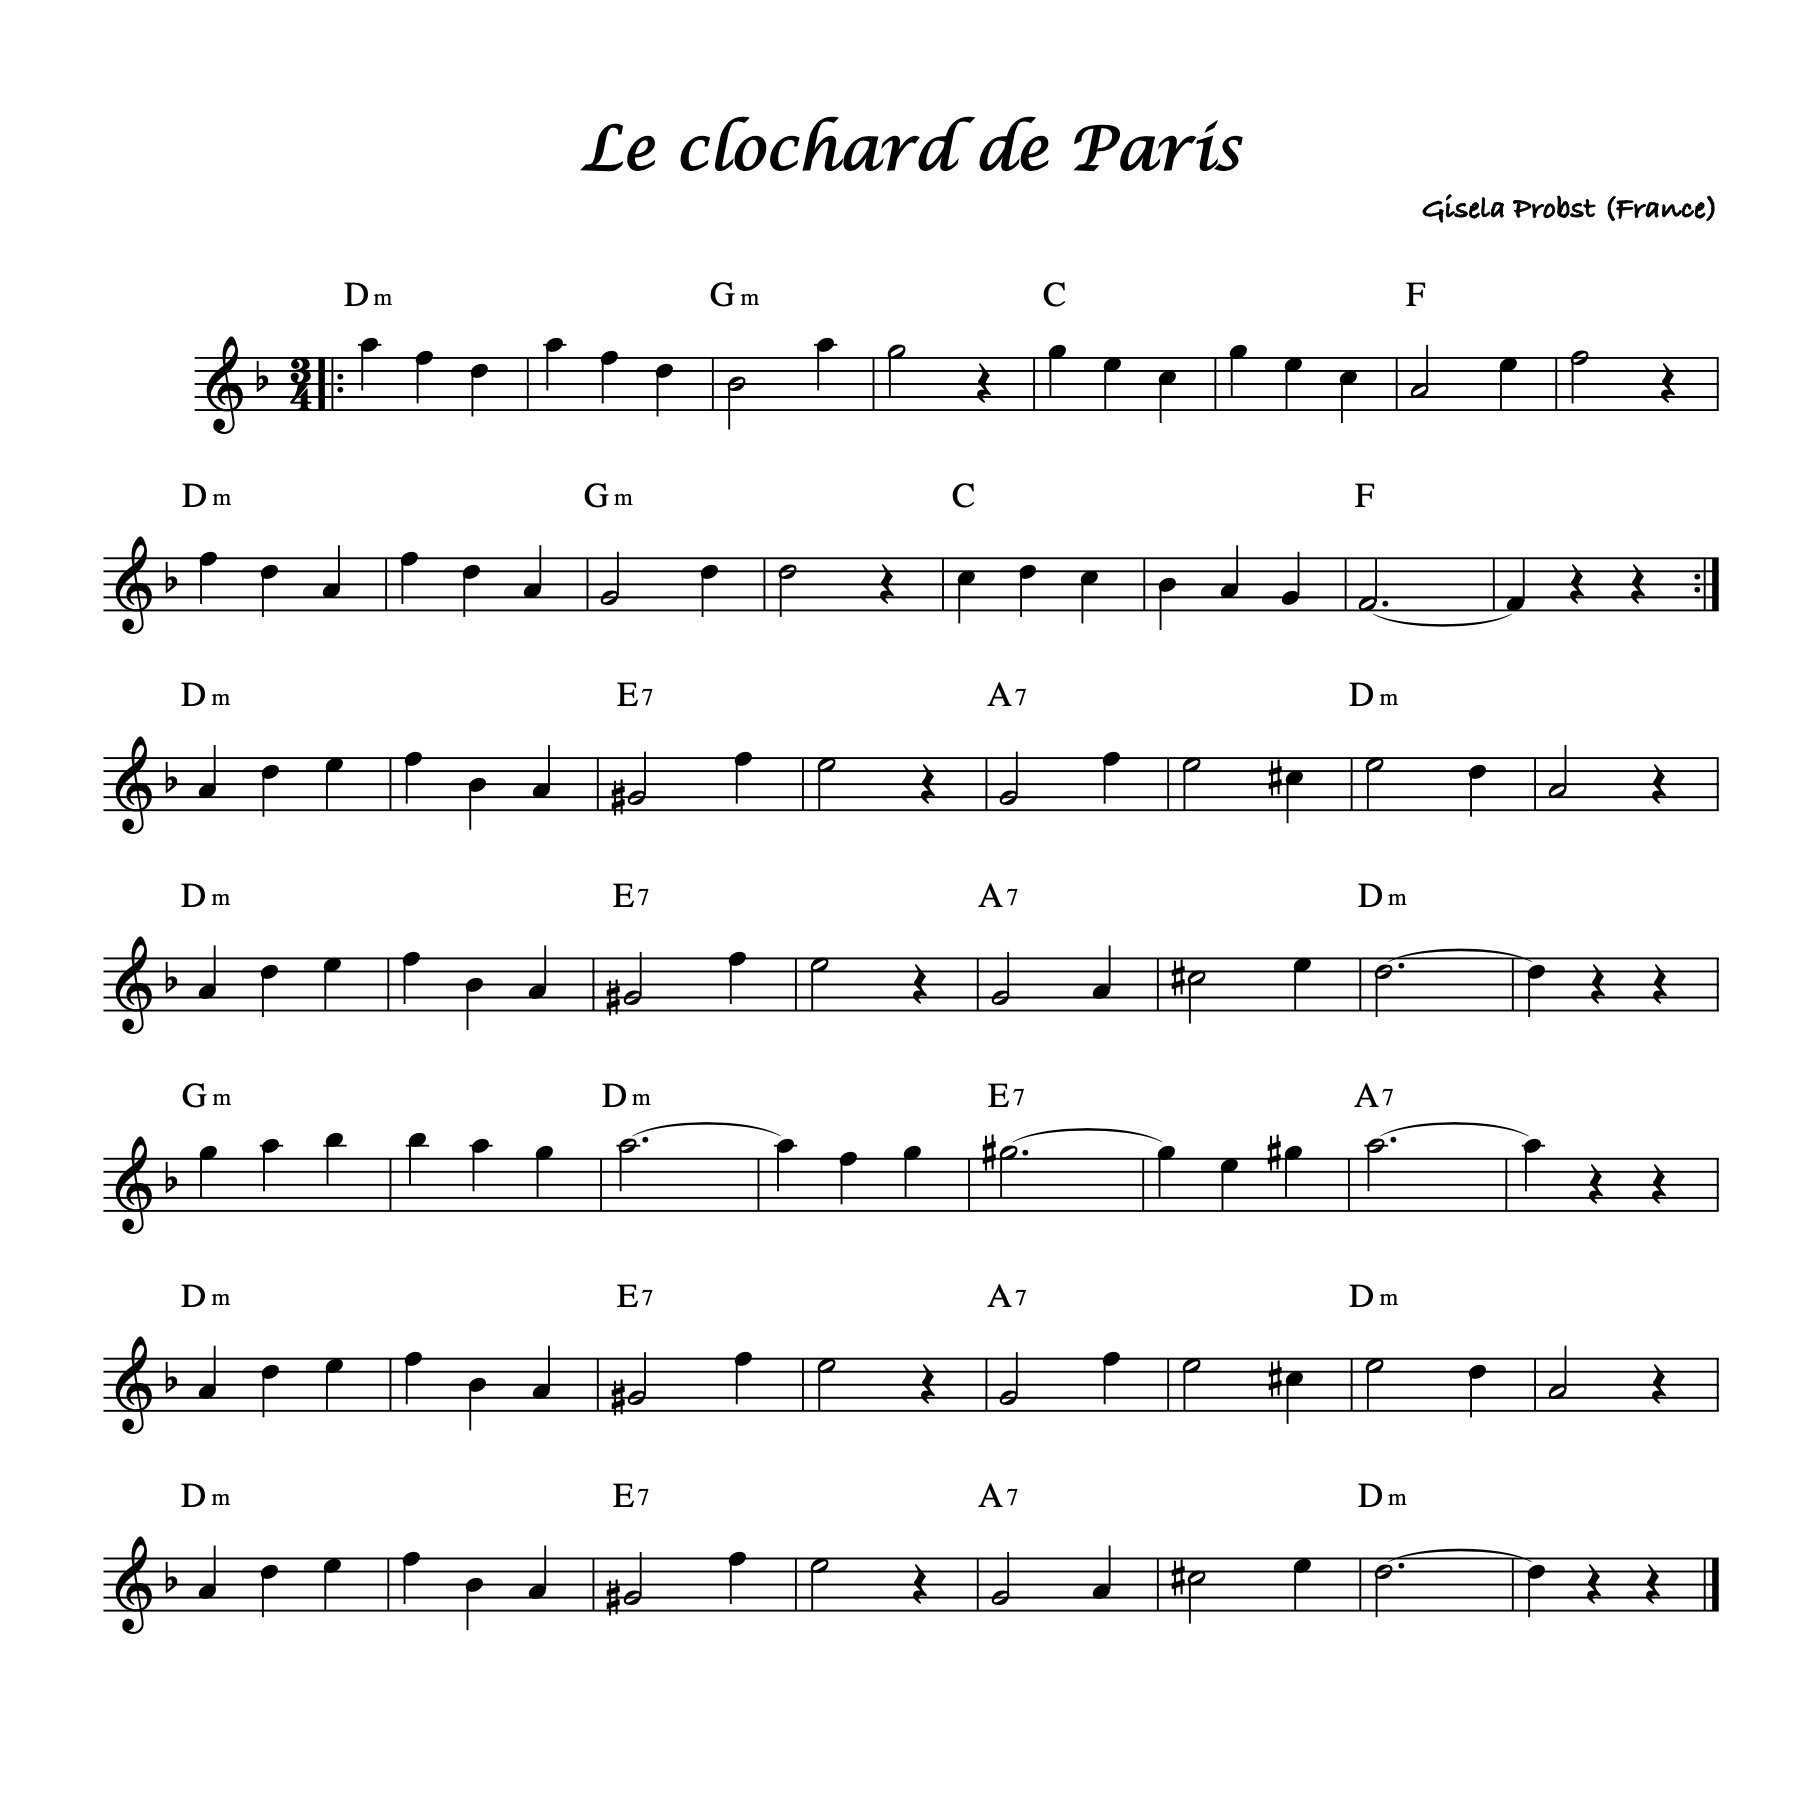 Le clochard de Paris
Gisela Probst (France)
Dm Gm C F
3
4
Dm Gm C F
Dm E7 A7 Dm
Dm E7 A7 Dm
Gm Dm E7 A7
Dm E7 A7 Dm
Dm E7 A7 Dm